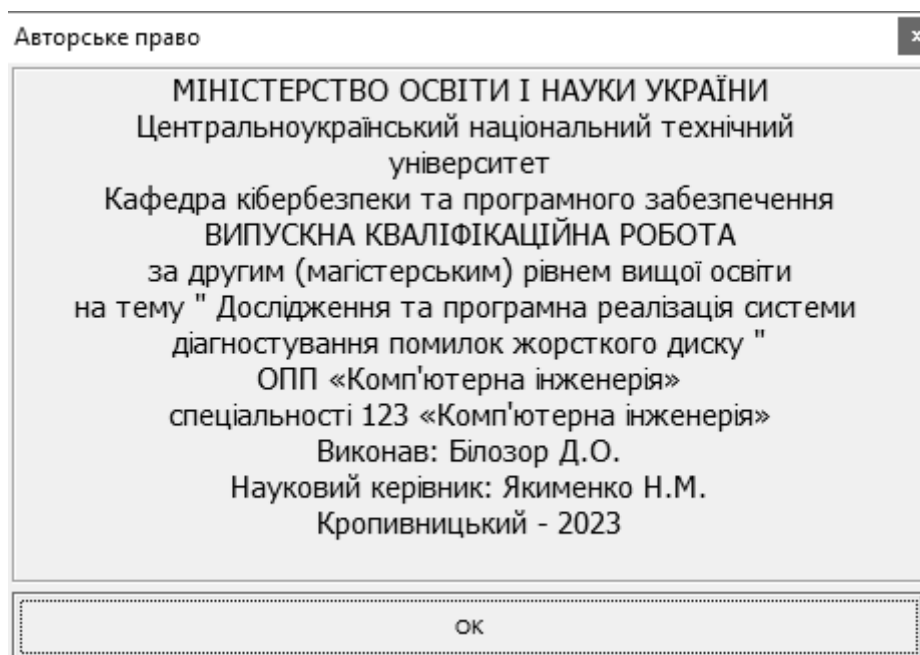 Авторське право
x
МІНІСТЕРСТВО ОСВІТИ І НАУКИ УКРАЇНИ
Центральноукраїнський національний технічний
університет
Кафедра кібербезпеки та програмного забезпечення
ВИПУСКНА КВАЛІФІКАЦІЙНА РОБОТА
за другим (магістерським) рівнем вищої освіти
на тему " Дослідження та програмна реалізація системи
діагностування помилок жорсткого диску "
ОПП «Комп'ютерна інженерія»
спеціальності 123 «Комп'ютерна інженерія»
Виконав: Білозор Д.О.
Науковий керівник: Якименко Н.М.
Кропивницький - 2023
ОК